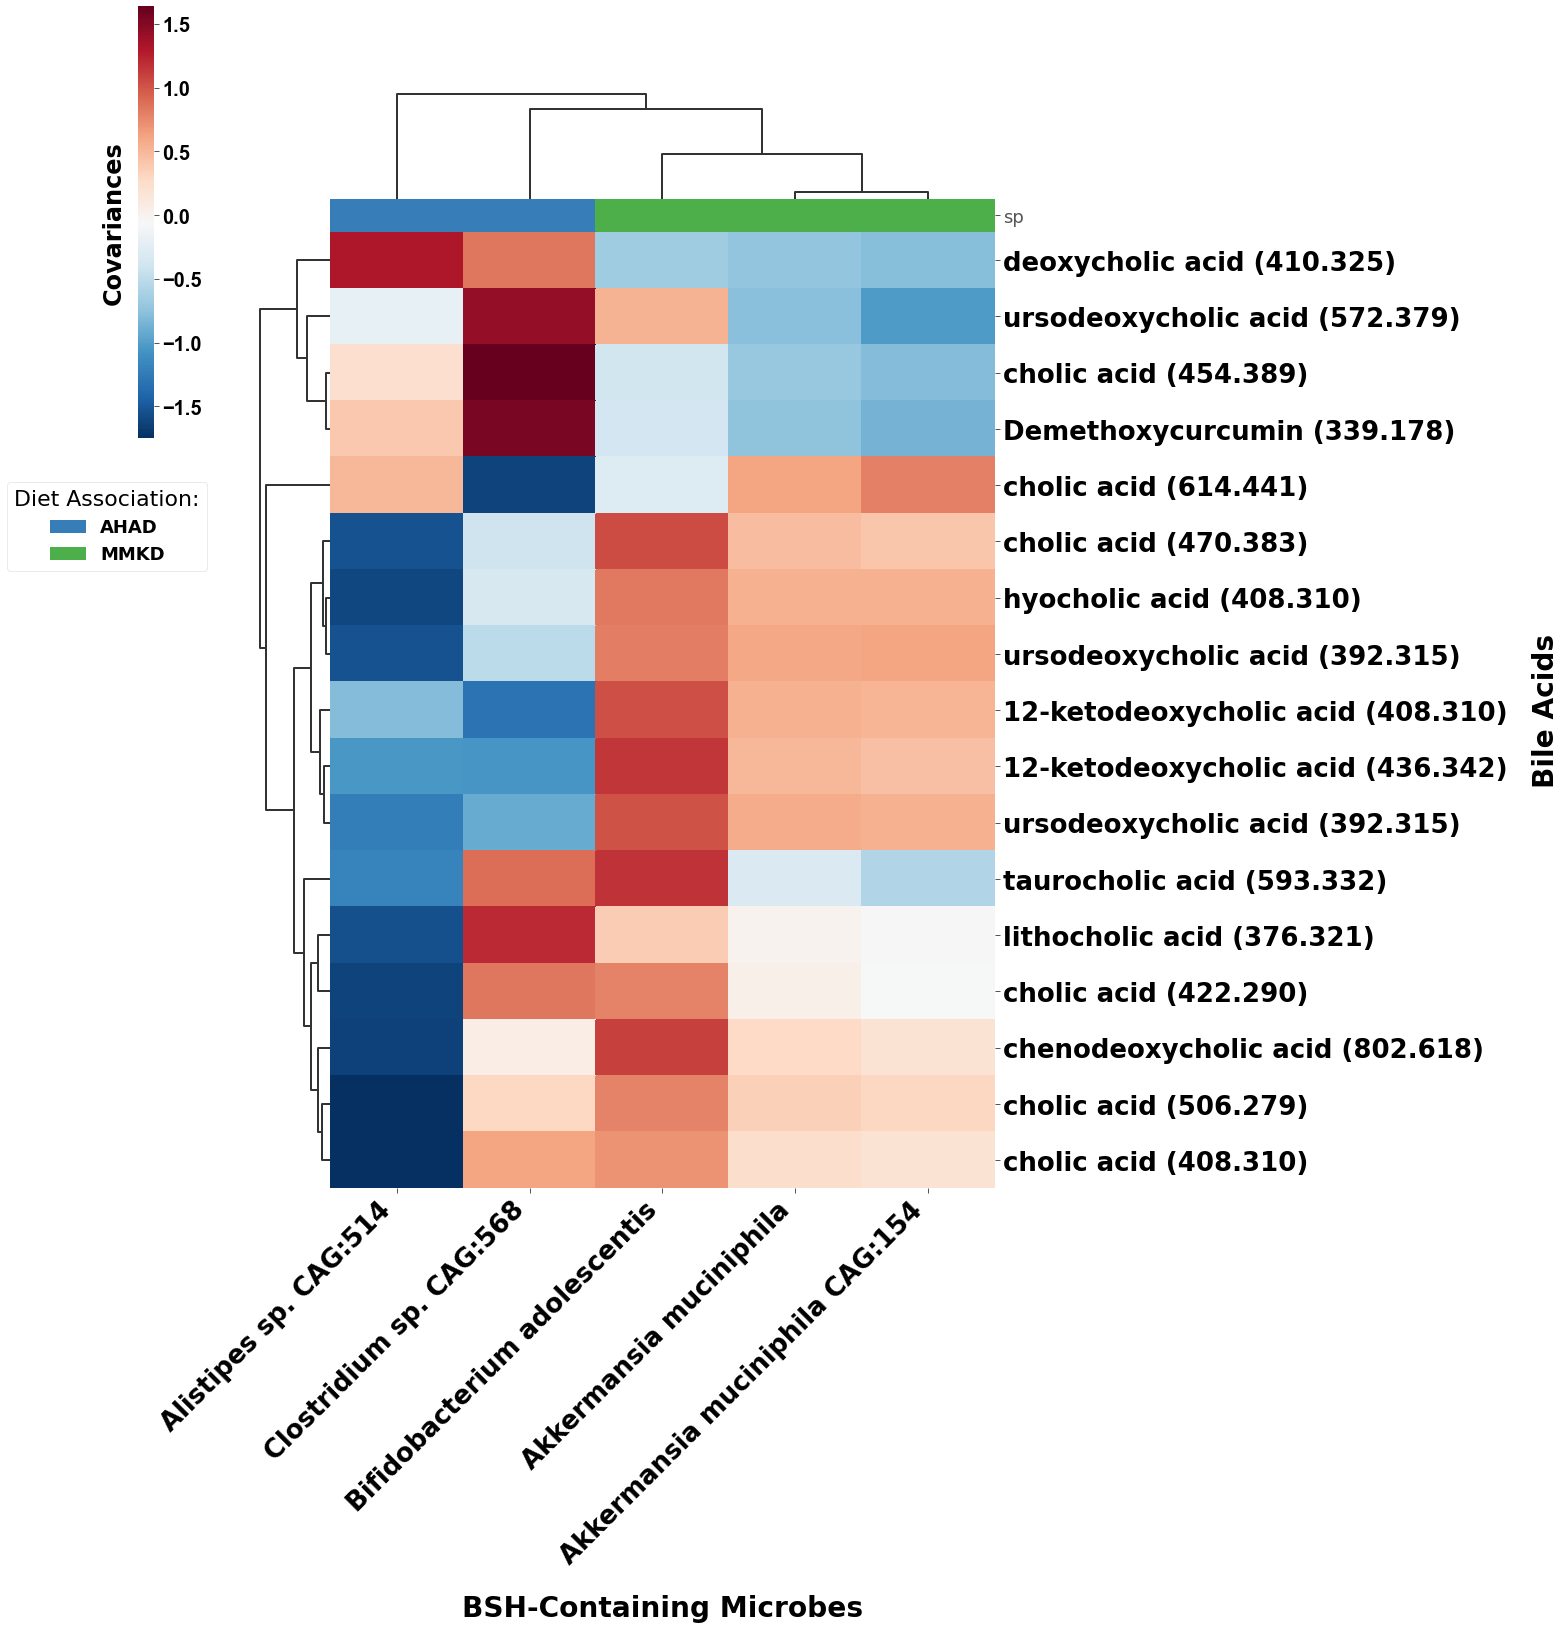 1.5
1.0
0.5
0.0
−0.5
−1.0
−1.5
Covariances
Diet Association:
AHAD
MMKD
sp
deoxycholic acid (410.325)
ursodeoxycholic acid (572.379)
cholic acid (454.389)
Demethoxycurcumin (339.178)
cholic acid (614.441)
cholic acid (470.383)
hyocholic acid (408.310)
ursodeoxycholic acid (392.315)
12-ketodeoxycholic acid (408.310)
12-ketodeoxycholic acid (436.342)
ursodeoxycholic acid (392.315)
taurocholic acid (593.332)
lithocholic acid (376.321)
cholic acid (422.290)
chenodeoxycholic acid (802.618)
cholic acid (506.279)
cholic acid (408.310)
Bile Acids
Alistipes sp. CAG:514
Clostridium sp. CAG:568
Bifidobacterium adolescentis
Akkermansia muciniphila
Akkermansia muciniphila CAG:154
BSH-Containing Microbes